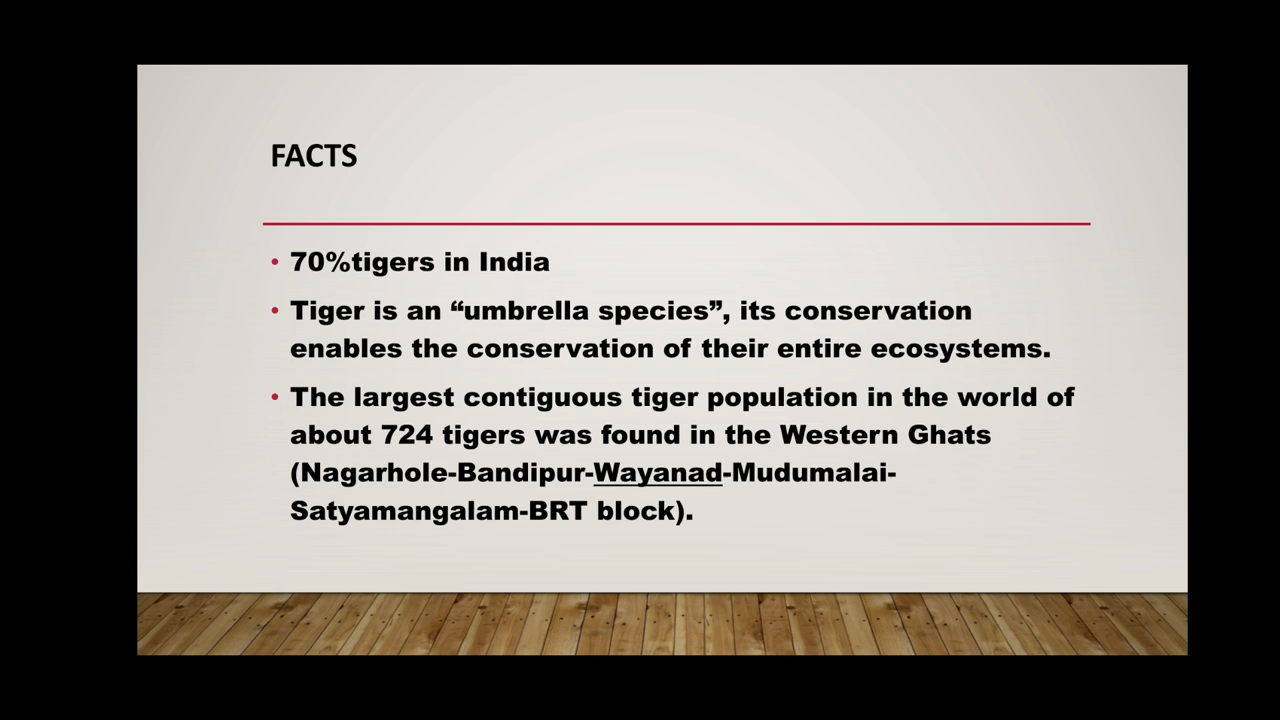 FACTS
• 70%tigers in India
• Tiger is an “umbrella species”, its conservation
enables the conservation of their entire ecosystems.
• The largest contiguous tiger population in the world of
about 724 tigers was found in the Western Ghats
(Nagarhole-Bandipur-Wayanad-Mudumalai-
Satyamangalam-BRT block).